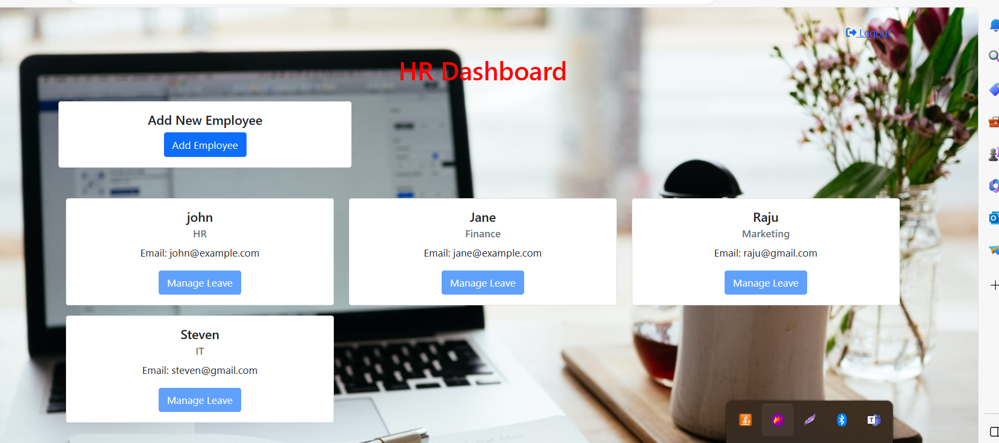 Logout
HR Dashboard
Add New Employee
Add Employee
john
HR
Email: john@example.com
Manage Leave
Jane
Finance
Email: jane@example.com
Manage Leave
Raju
Marketing
Email: raju@gmail.com
Manage Leave
Steven
IT
Email: steven@gmail.com
Manage Leave